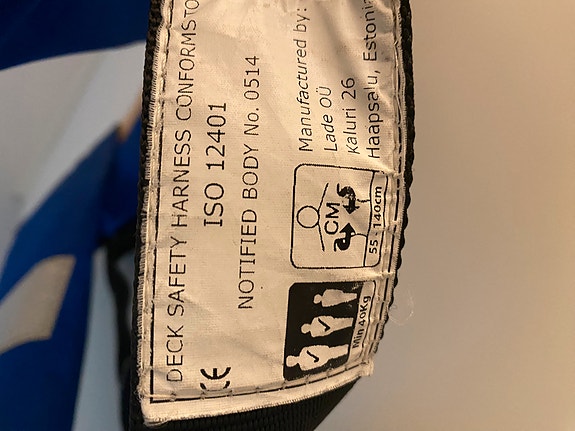 DECK SAFETY HARNESS CONFORMS TO
ISO 12401
NOTIFIED BODY No. 0514
CE
Manufactured by:
Lade OÜ
kaluri 26
Haapsalu, Estonia
CM
55 - 140cm
Min 40Kg